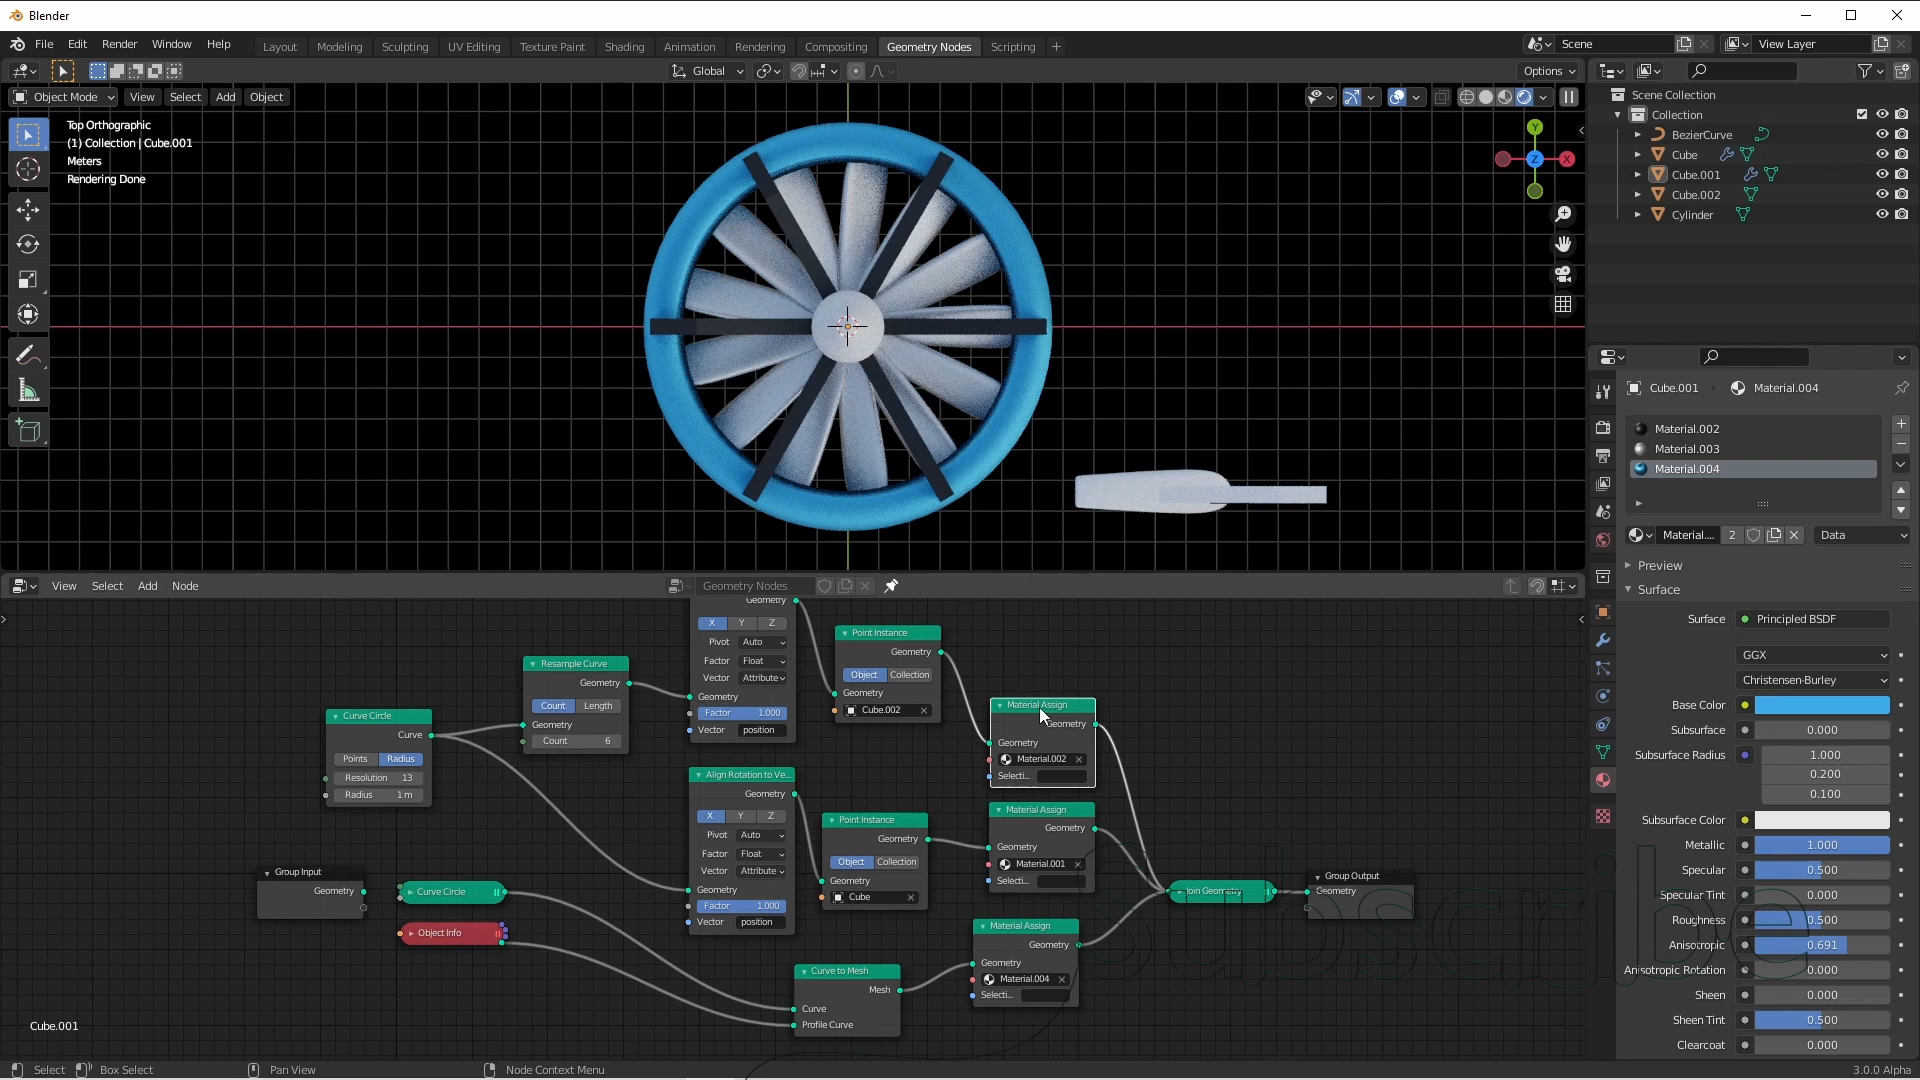 Blender
File Edit Render Window Help
Layout Modeling Sculpting UV Editing Texture Paint Shading Animation Rendering Compositing Geometry Nodes Scripting +
Scene
View Layer
Global
Options
Object Mode View Select Add Object
Top Orthographic
(1) Collection | Cube.001
Meters
Rendering Done
Y
X
Z
Scene Collection
Collection
BezierCurve
Cube
Cube.001
Cube.002
Cylinder
Cube.001 Material.004
Material.002
Material.003
Material.004
Material.... 2 Data
Preview
Surface
Surface Principled BSDF
GGX
Christensen-Burley
Base Color
Subsurface 0.000
Subsurface Radius 1.000
0.200
0.100
Subsurface Color
Metallic 1.000
Specular 0.500
Specular Tint 0.000
Roughness 0.500
Anisotropic 0.691
Anisotropic Rotation 0.000
Sheen 0.000
Sheen Tint 0.500
Clearcoat 0.000
View Select Add Node
Geometry Nodes
Geometry
X Y Z
Pivot Auto
Factor Float
Vector Attribute
Geometry
Factor 1.000
Vector position
Point Instance
Geometry
Object Collection
Geometry
Cube.002
Resample Curve
Geometry
Count Length
Geometry
Count 6
Curve Circle
Curve
Points Radius
Resolution 13
Radius 1 m
Material Assign
Geometry
Geometry
Material.002
Selecti...
Align Rotation to Ve...
Geometry
X Y Z
Pivot Auto
Factor Float
Vector Attribute
Geometry
Factor 1.000
Vector position
Point Instance
Geometry
Object Collection
Geometry
Cube
Material Assign
Geometry
Geometry
Material.001
Selecti...
Group Input
Geometry
Curve Circle
Object Info
Join Geometry
Group Output
Geometry
Material Assign
Geometry
Geometry
Material.004
Selecti...
Curve to Mesh
Mesh
Curve
Profile Curve
Subscribe
Cube.001
Select Box Select Pan View Node Context Menu 3.0.0 Alpha